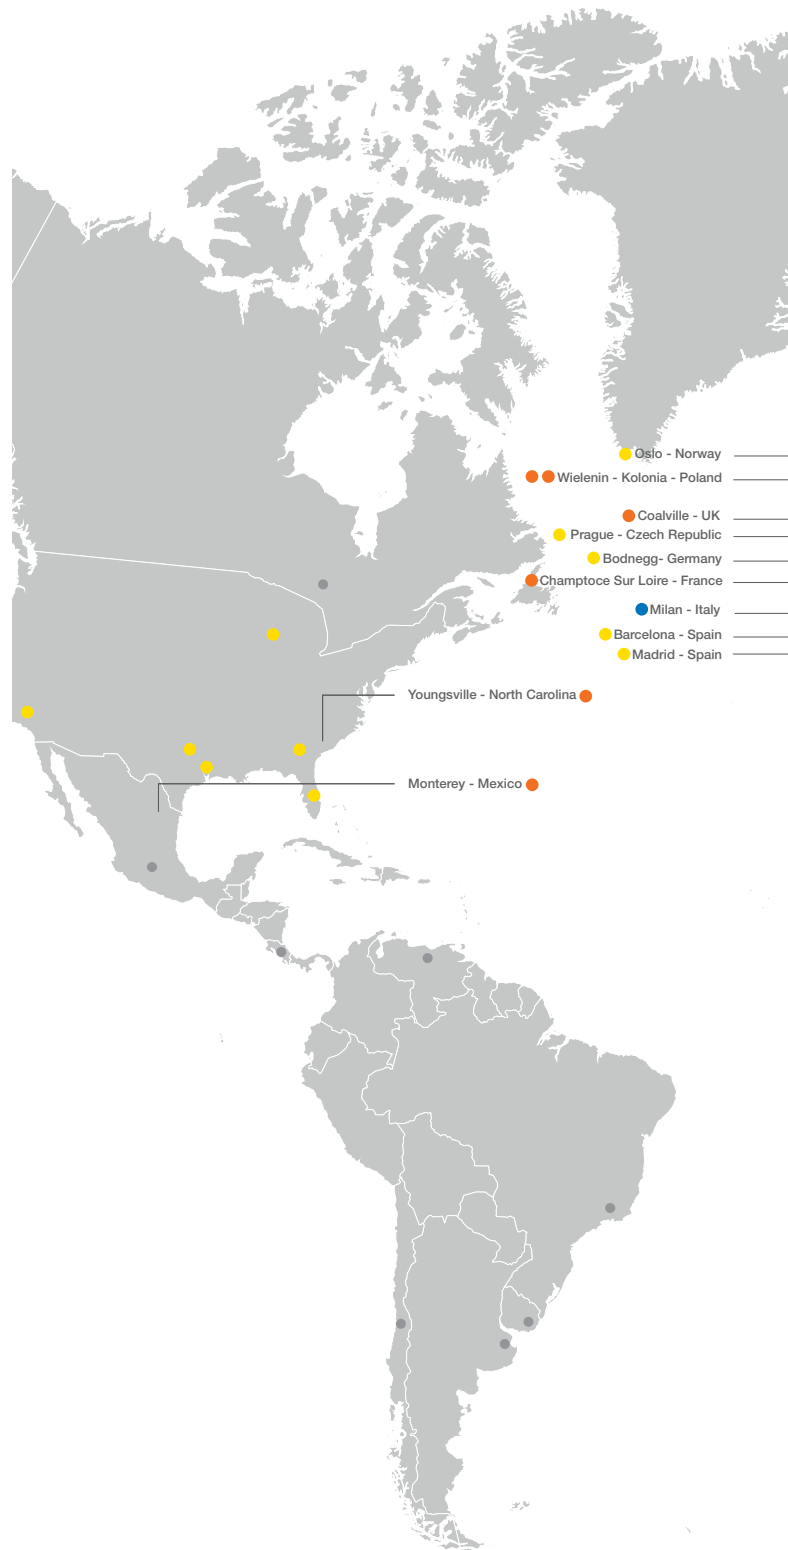 Oslo - Norway
Wielenin - Kolonia - Poland
Coalville - UK
Prague - Czech Republic
Bodnegg- Germany
Champtoce Sur Loire - France
Milan - Italy
Barcelona - Spain
Madrid - Spain
Youngsville - North Carolina
Monterey - Mexico